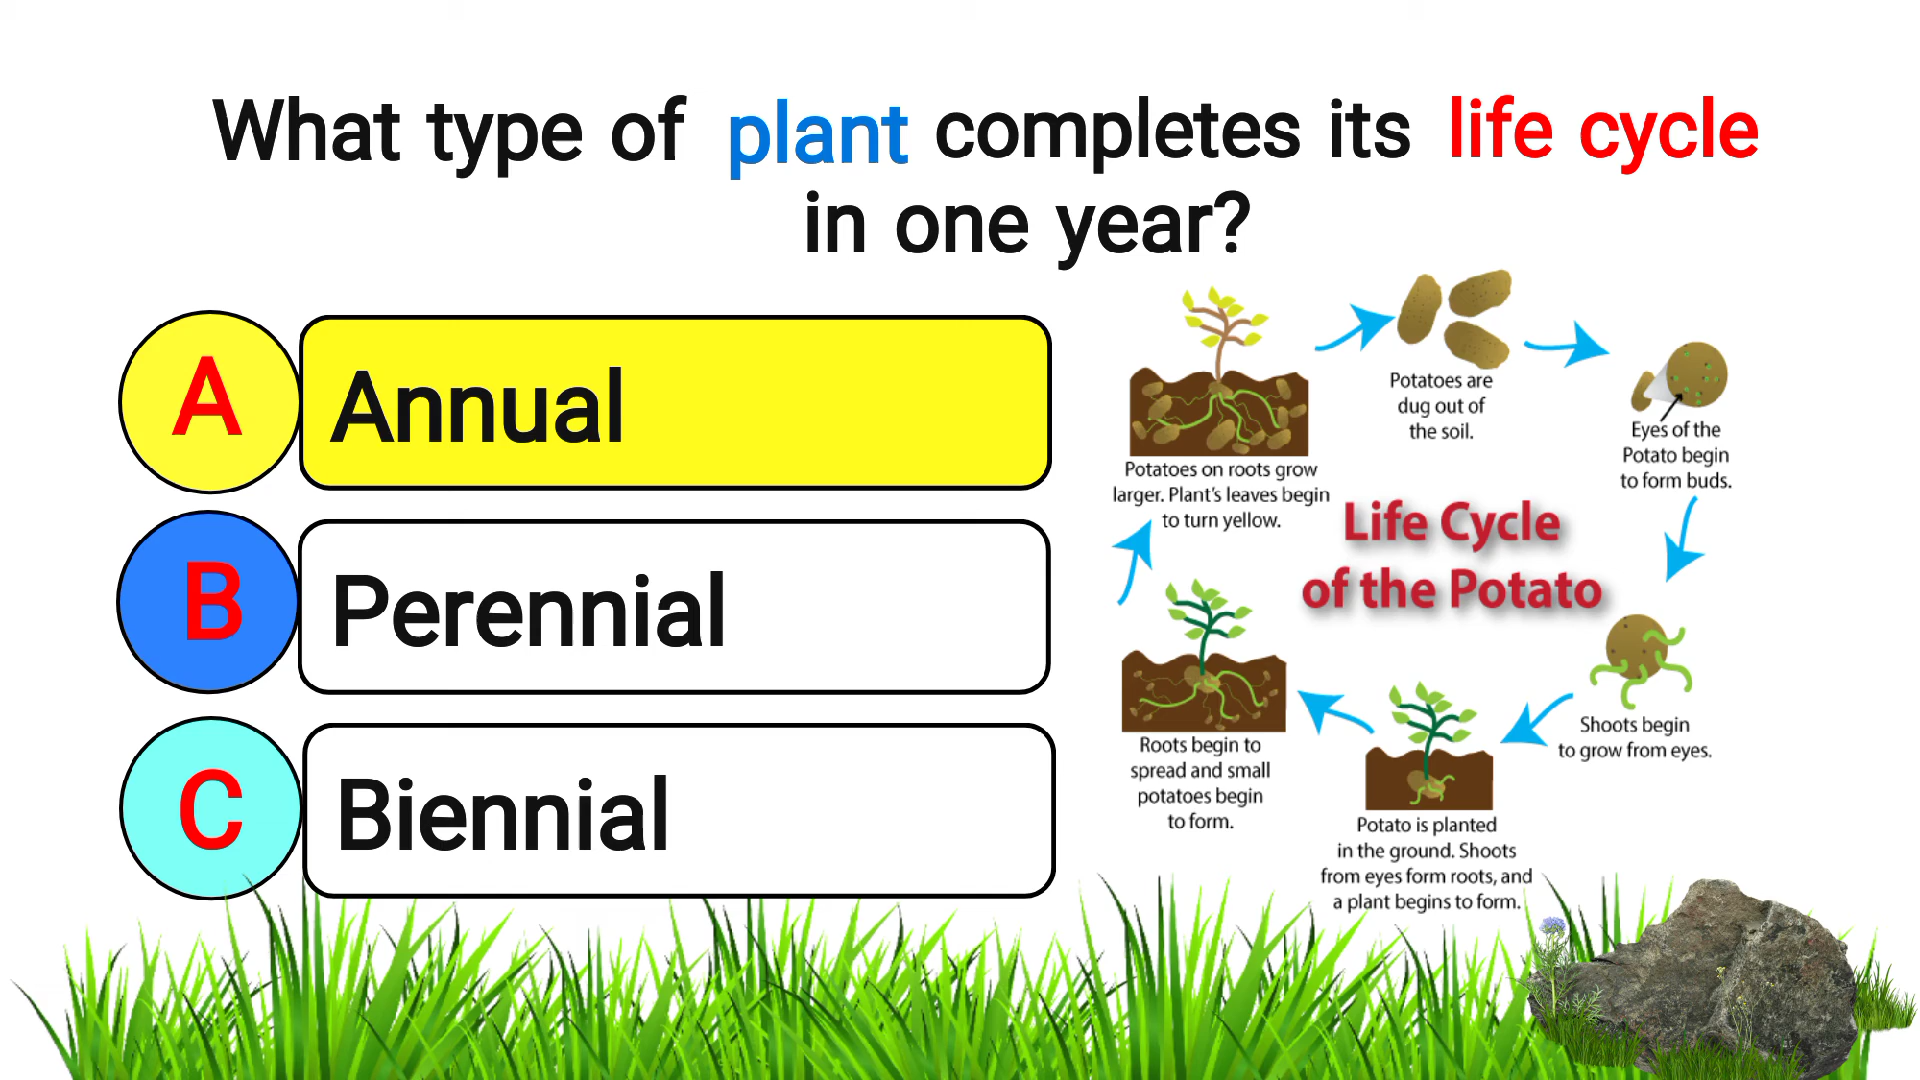 What type of plant completes its life cycle
in one year?
A
Annual
B
Perennial
C
Biennial
Life Cycle
of the Potato
Potatoes are
dug out of
the soil.
Eyes of the
Potato begin
to form buds.
Shoots begin
to grow from eyes.
Potato is planted
in the ground. Shoots
from eyes form roots, and
a plant begins to form.
Roots begin to
spread and small
potatoes begin
to form.
Potatoes on roots grow
larger. Plant's leaves begin
to turn yellow.